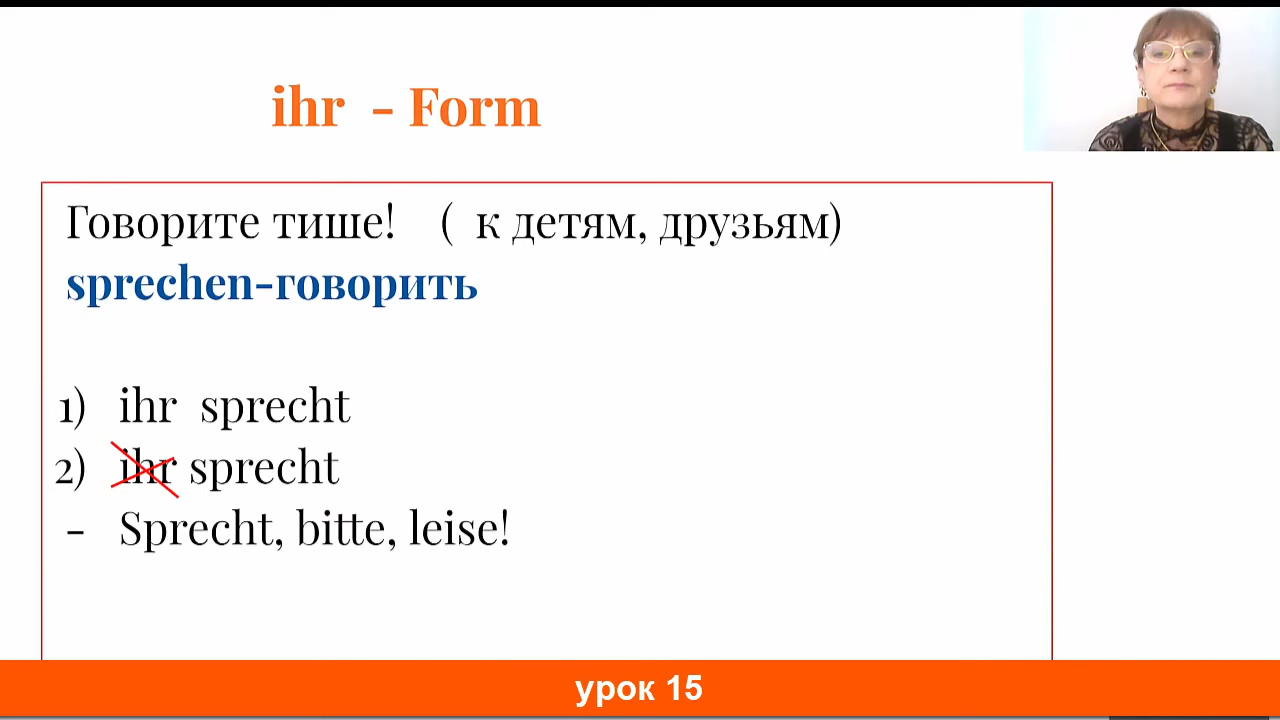 ihr - Form
Говорите тише! ( к детям, друзьям)
sprechen-говорить
1) ihr sprecht
2) ihr sprecht
- Sprecht, bitte, leise!
урок 15